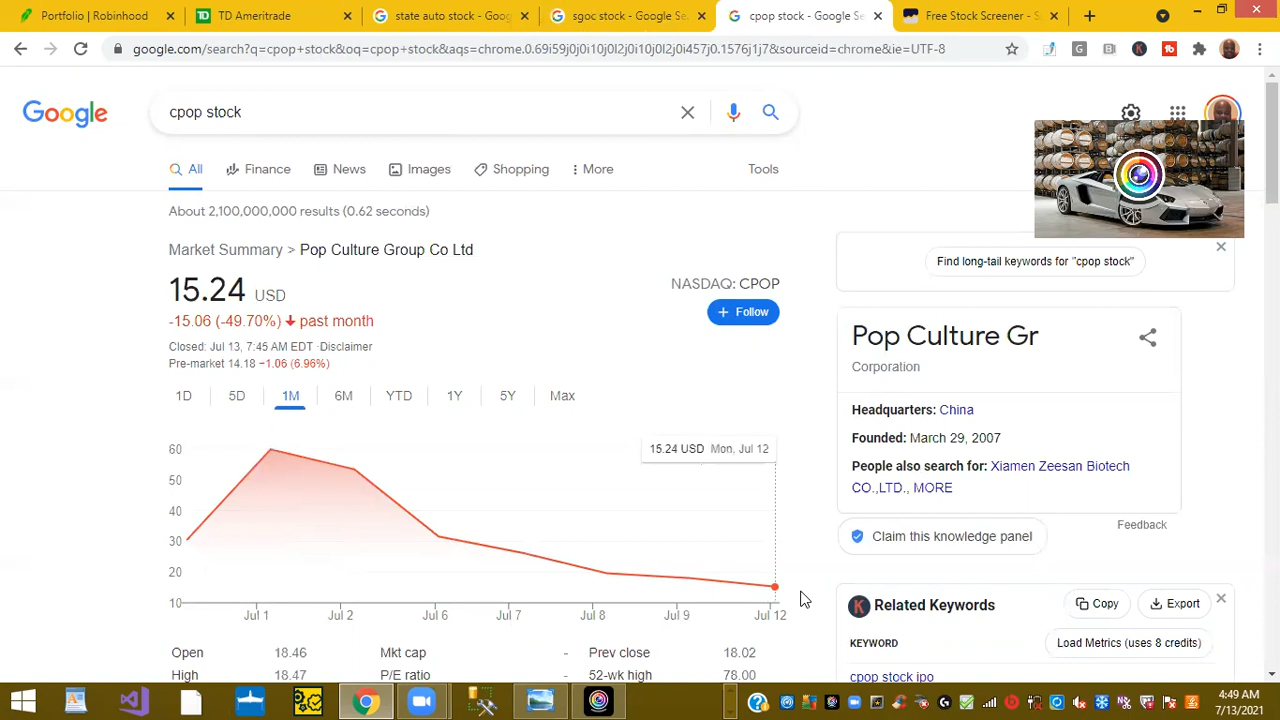 Portfolio | Robinhood
TD Ameritrade
state auto stock - Goog
sgoc stock - Google Sea
cpop stock - Google Se
Free Stock Screener - S
google.com/search?q=cpop+stock&oq=cpop+stock&aqs=chrome.0.69i59j0j0i10j0l2j0i10j0l2j0i457j0.1576j1j7&sourceid=chrome&ie=UTF-8
Google
cpop stock
All
Finance
News
Images
Shopping
More
Tools
About 2,100,000,000 results (0.62 seconds)
Market Summary > Pop Culture Group Co Ltd
15.24 USD
NASDAQ: CPOP
+ Follow
-15.06 (-49.70%) ↓ past month
Closed: Jul 13, 7:45 AM EDT · Disclaimer
Pre-market 14.18 −1.06 (6.96%)
1D
5D
1M
6M
YTD
1Y
5Y
Max
15.24 USD Mon, Jul 12
60
50
40
30
20
10
Jul 1
Jul 2
Jul 6
Jul 7
Jul 8
Jul 9
Jul 12
Open 18.46
Mkt cap -
Prev close 18.02
High 18.47
P/E ratio -
52-wk high 78.00
Find long-tail keywords for "cpop stock"
Pop Culture Gr
Corporation
Headquarters: China
Founded: March 29, 2007
People also search for: Xiamen Zeesan Biotech
CO.,LTD., MORE
Feedback
Claim this knowledge panel
Related Keywords
Copy
Export
KEYWORD
Load Metrics (uses 8 credits)
cpop stock ipo
4:49 AM
7/13/2021